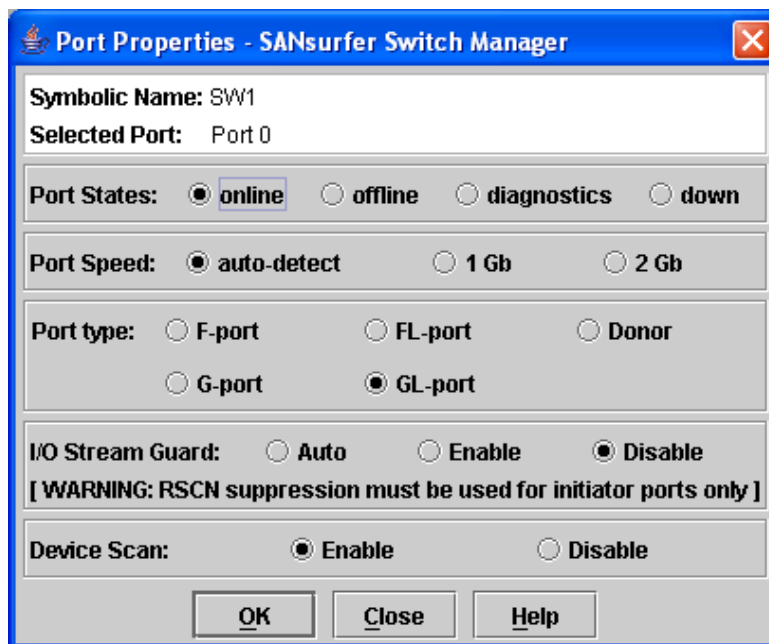 Port Properties - SANsurfer Switch Manager
Symbolic Name: SW1
Selected Port: Port 0
Port States: online offline diagnostics down
Port Speed: auto-detect 1 Gb 2 Gb
Port type: F-port FL-port Donor
G-port GL-port
I/O Stream Guard: Auto Enable Disable
[ WARNING: RSCN suppression must be used for initiator ports only ]
Device Scan: Enable Disable
OK Close Help